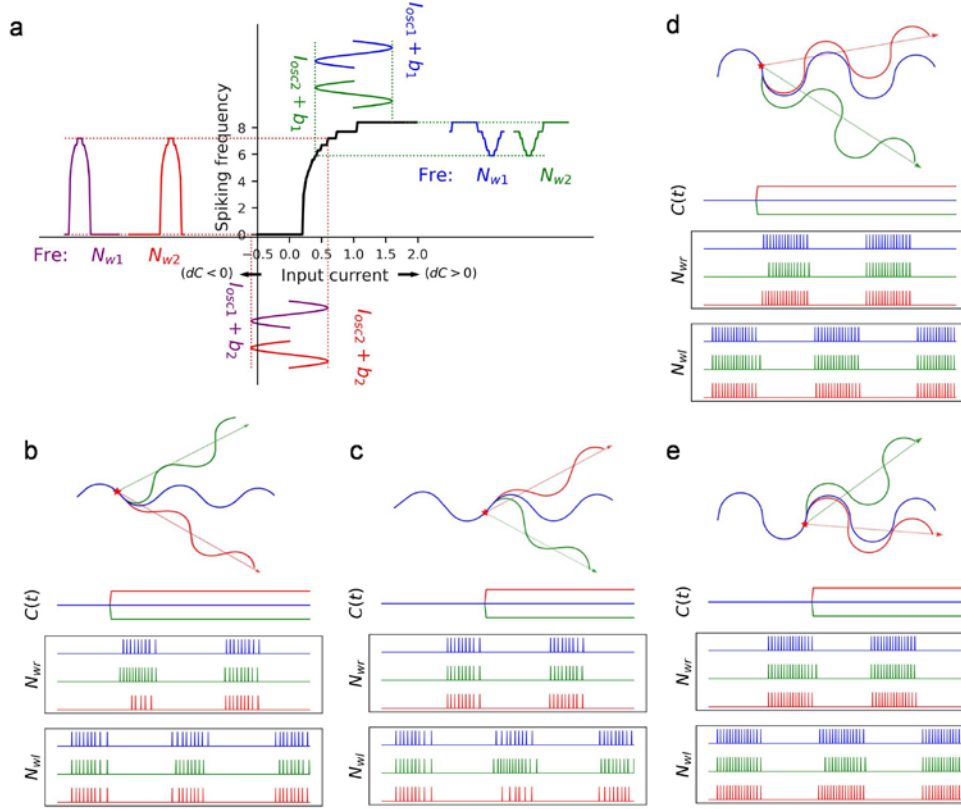 a
Spiking frequency
8
6
4
2
0
−0.5 0.0 0.5 1.0 1.5 2.0
Input current
(dC < 0)
(dC > 0)
I_osc1 + b_1
I_osc2 + b_1
Fre: N_w1 N_w2
Fre: N_w1 N_w2
I_osc1 + b_2
I_osc2 + b_2
d
C(t)
N_wr
N_wl
b
C(t)
N_wr
N_wl
c
C(t)
N_wr
N_wl
e
C(t)
N_wr
N_wl